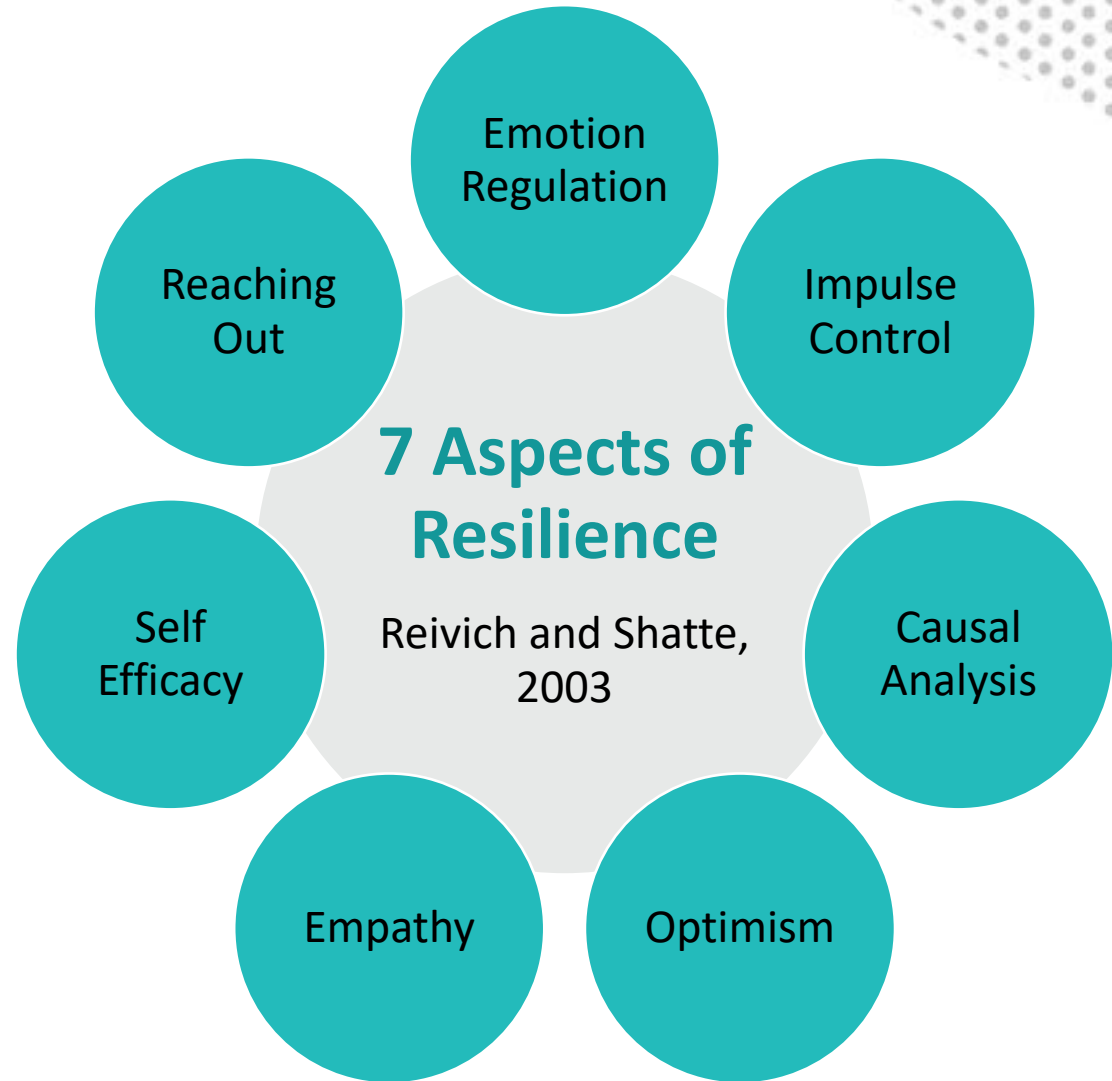 7 Aspects of
Resilience
Reivich and Shatte,
2003
Emotion
Regulation
Impulse
Control
Causal
Analysis
Optimism
Empathy
Self
Efficacy
Reaching
Out